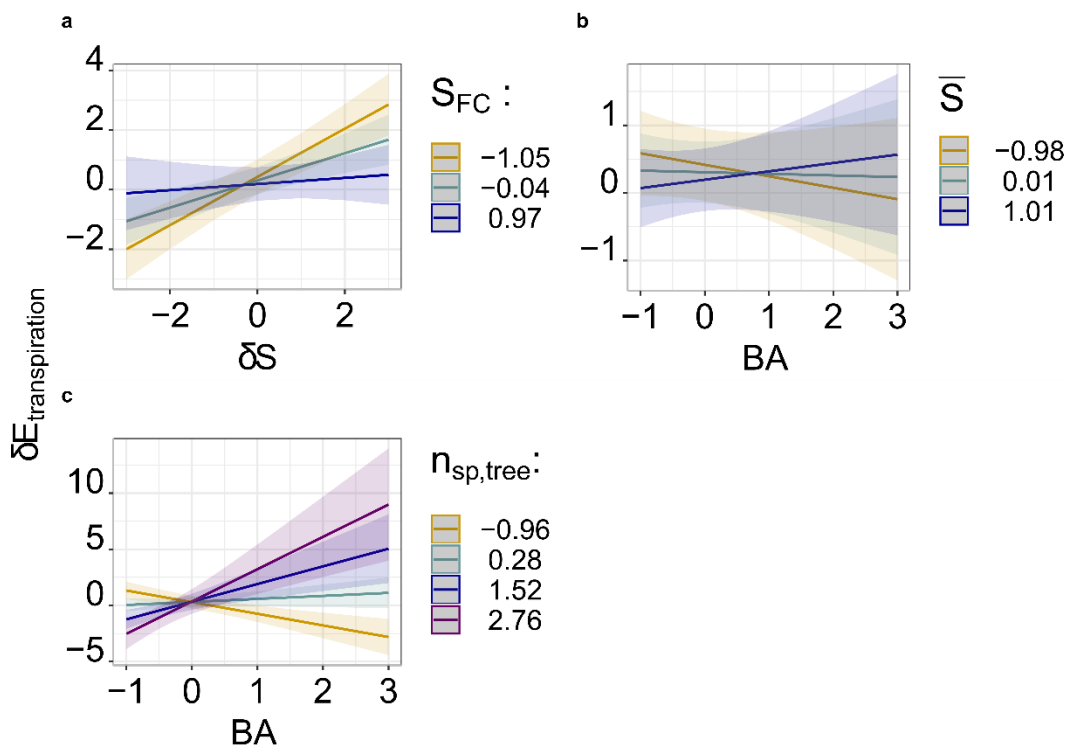 a
4
2
0
−2
−2 0 2
δS
S_FC :
−1.05
−0.04
0.97
b
1
0
−1
−1 0 1 2 3
BA
S̅
−0.98
0.01
1.01
δE_transpiration
c
10
5
0
−5
−1 0 1 2 3
BA
n_sp,tree:
−0.96
0.28
1.52
2.76